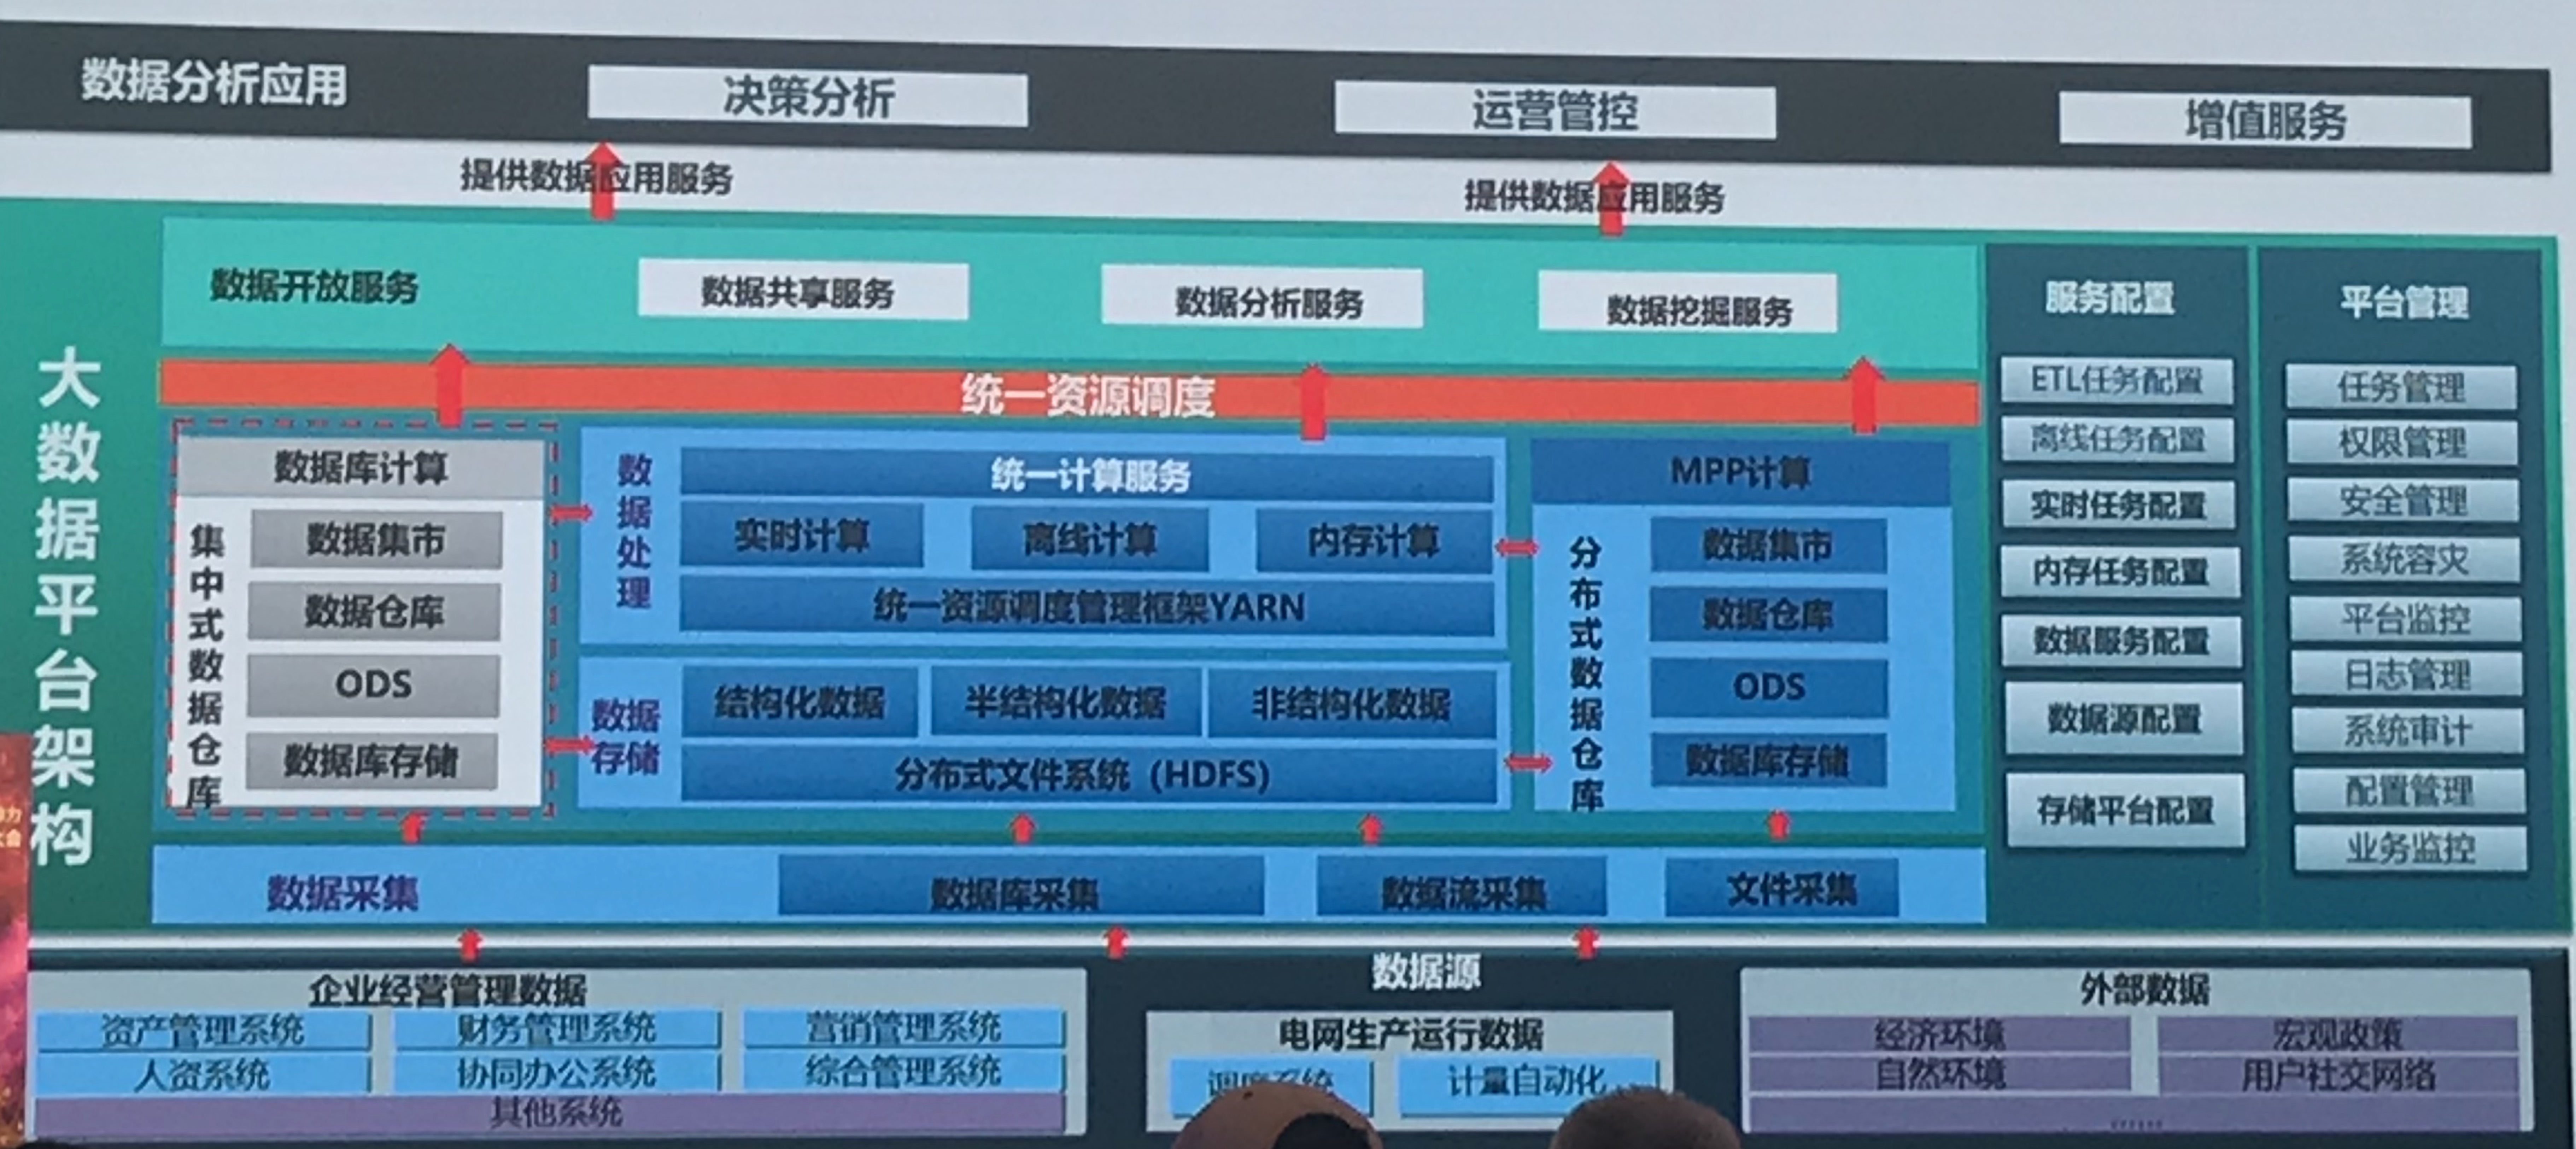 数据分析应用
决策分析
运营管控
增值服务
提供数据应用服务
提供数据应用服务
大数据平台架构
数据开放服务
数据共享服务
数据分析服务
数据挖掘服务
统一资源调度
数据库计算
集中式数据仓库
数据集市
数据仓库
ODS
数据库存储
数据处理
统一计算服务
实时计算
离线计算
内存计算
统一资源调度管理框架YARN
数据存储
结构化数据
半结构化数据
非结构化数据
分布式文件系统（HDFS）
MPP计算
分布式数据仓库
数据集市
数据仓库
ODS
数据库存储
数据采集
数据库采集
数据流采集
文件采集
服务配置
ETL任务配置
离线任务配置
实时任务配置
内存任务配置
数据服务配置
数据源配置
存储平台配置
平台管理
任务管理
权限管理
安全管理
系统容灾
平台监控
日志管理
系统审计
配置管理
业务监控
数据源
企业经营管理数据
资产管理系统
财务管理系统
营销管理系统
人资系统
协同办公系统
综合管理系统
其他系统
电网生产运行数据
调度系统
计量自动化
外部数据
经济环境
宏观政策
自然环境
用户社交网络
……